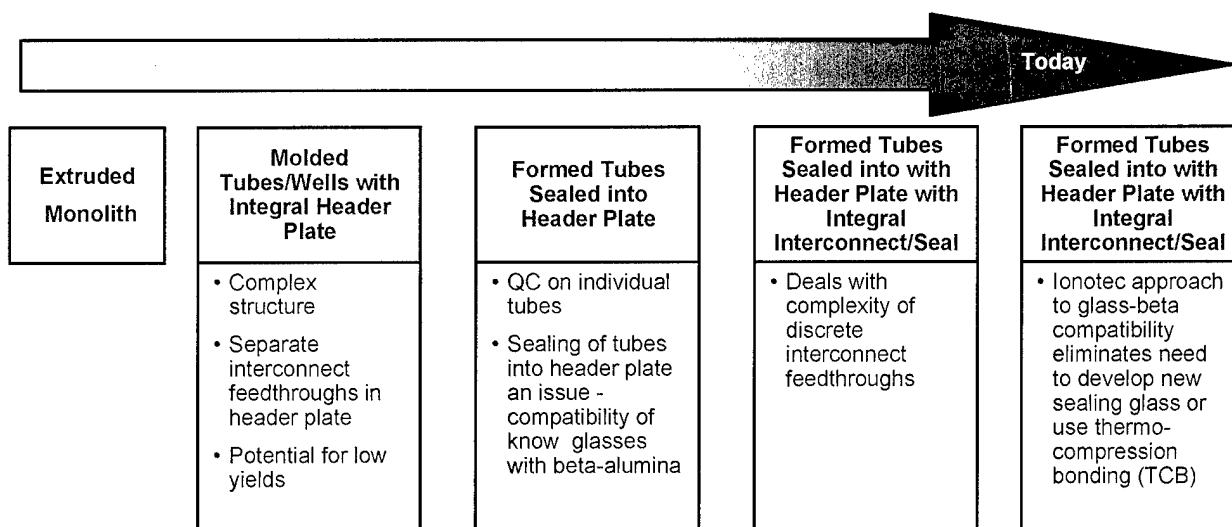 Today
Extruded
Monolith
Molded
Tubes/Wells with
Integral Header
Plate
• Complex
structure
• Separate
interconnect
feedthroughs in
header plate
• Potential for low
yields
Formed Tubes
Sealed into
Header Plate
• QC on individual
tubes
• Sealing of tubes
into header plate
an issue -
compatibility of
know glasses
with beta-alumina
Formed Tubes
Sealed into with
Header Plate with
Integral
Interconnect/Seal
• Deals with
complexity of
discrete
interconnect
feedthroughs
Formed Tubes
Sealed into with
Header Plate with
Integral
Interconnect/Seal
• Ionotec approach
to glass-beta
compatibility
eliminates need
to develop new
sealing glass or
use thermo-
compression
bonding (TCB)